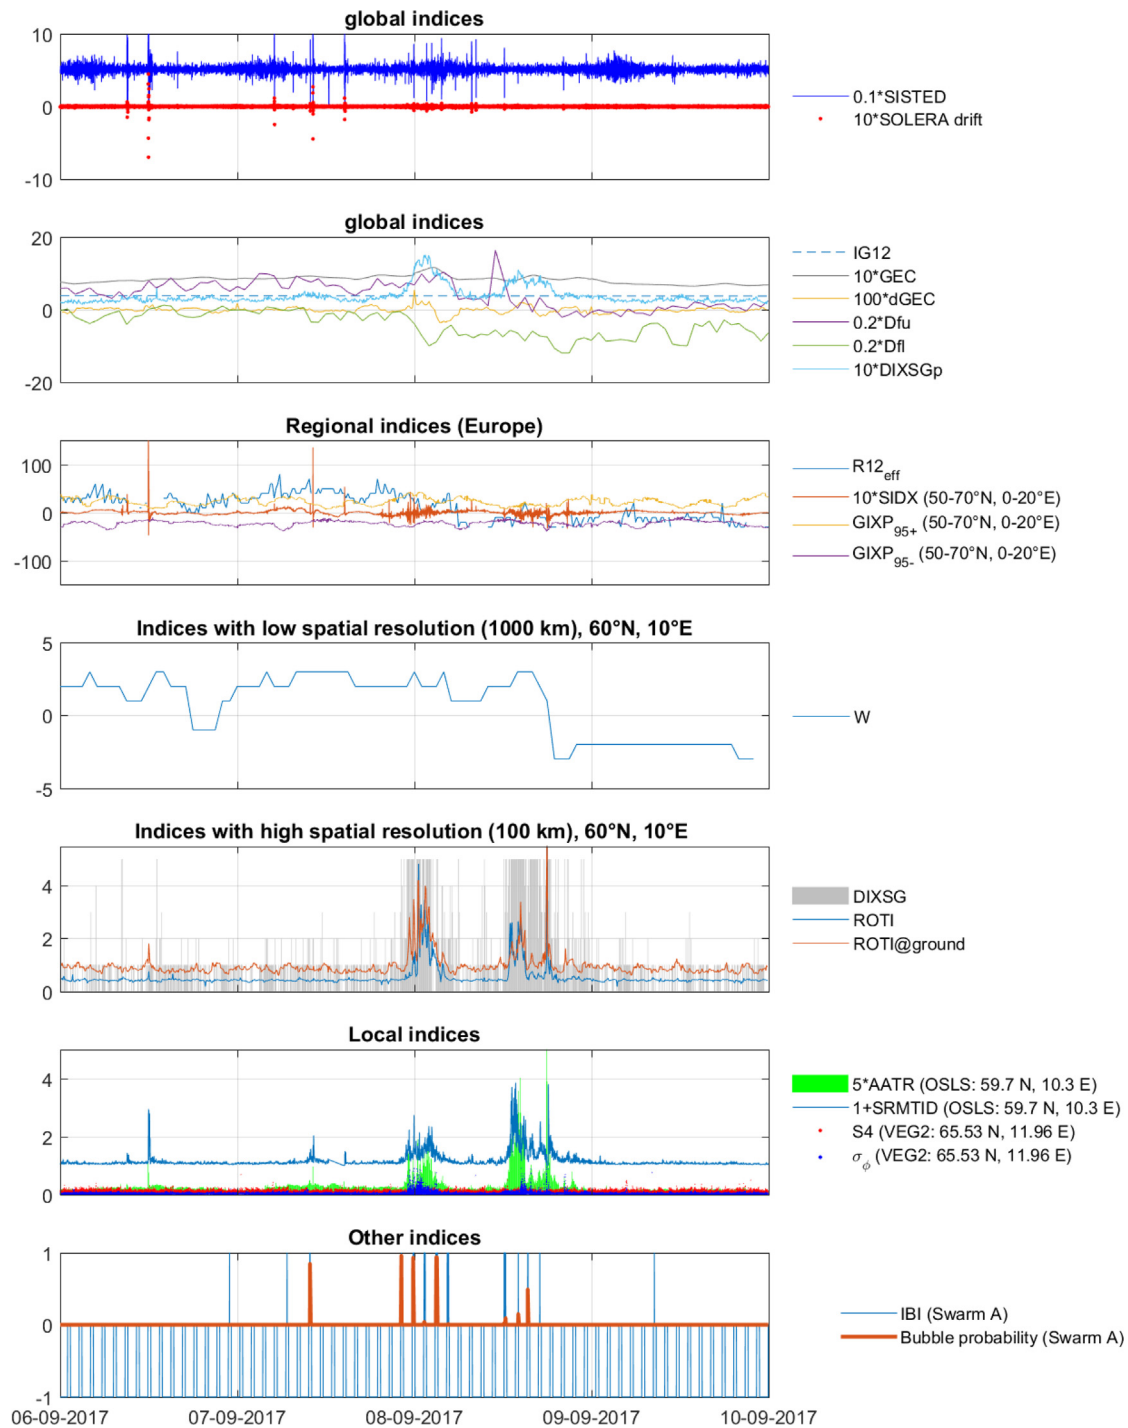 global indices
10
0
-10
0.1*SISTED
10*SOLERA drift
global indices
20
0
-20
IG12
10*GEC
100*dGEC
0.2*Dfu
0.2*Dfl
10*DIXSGp
Regional indices (Europe)
100
0
-100
R12eff
10*SIDX (50-70°N, 0-20°E)
GIXP95+ (50-70°N, 0-20°E)
GIXP95- (50-70°N, 0-20°E)
Indices with low spatial resolution (1000 km), 60°N, 10°E
5
0
-5
W
Indices with high spatial resolution (100 km), 60°N, 10°E
4
2
0
DIXSG
ROTI
ROTI@ground
Local indices
4
2
0
5*AATR (OSLS: 59.7 N, 10.3 E)
1+SRMTID (OSLS: 59.7 N, 10.3 E)
S4 (VEG2: 65.53 N, 11.96 E)
σϕ (VEG2: 65.53 N, 11.96 E)
Other indices
1
0
-1
IBI (Swarm A)
Bubble probability (Swarm A)
06-09-2017 07-09-2017 08-09-2017 09-09-2017 10-09-2017